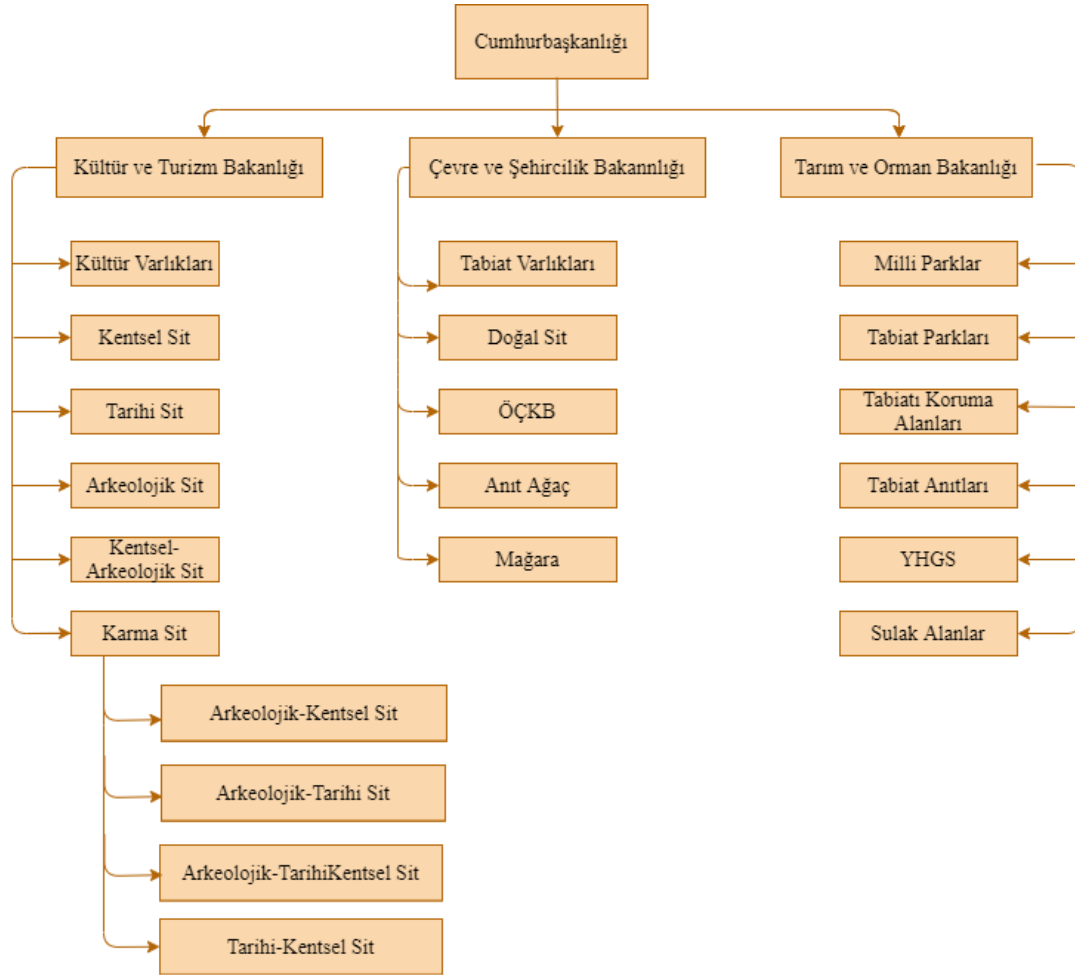 Cumhurbaşkanlığı
Kültür ve Turizm Bakanlığı
Çevre ve Şehircilik Bakannlığı
Tarım ve Orman Bakanlığı
Kültür Varlıkları
Kentsel Sit
Tarihi Sit
Arkeolojik Sit
Kentsel-
Arkeolojik Sit
Karma Sit
Arkeolojik-Kentsel Sit
Arkeolojik-Tarihi Sit
Arkeolojik-TarihiKentsel Sit
Tarihi-Kentsel Sit
Tabiat Varlıkları
Doğal Sit
ÖÇKB
Anıt Ağaç
Mağara
Milli Parklar
Tabiat Parkları
Tabiatı Koruma
Alanları
Tabiat Anıtları
YHGS
Sulak Alanlar